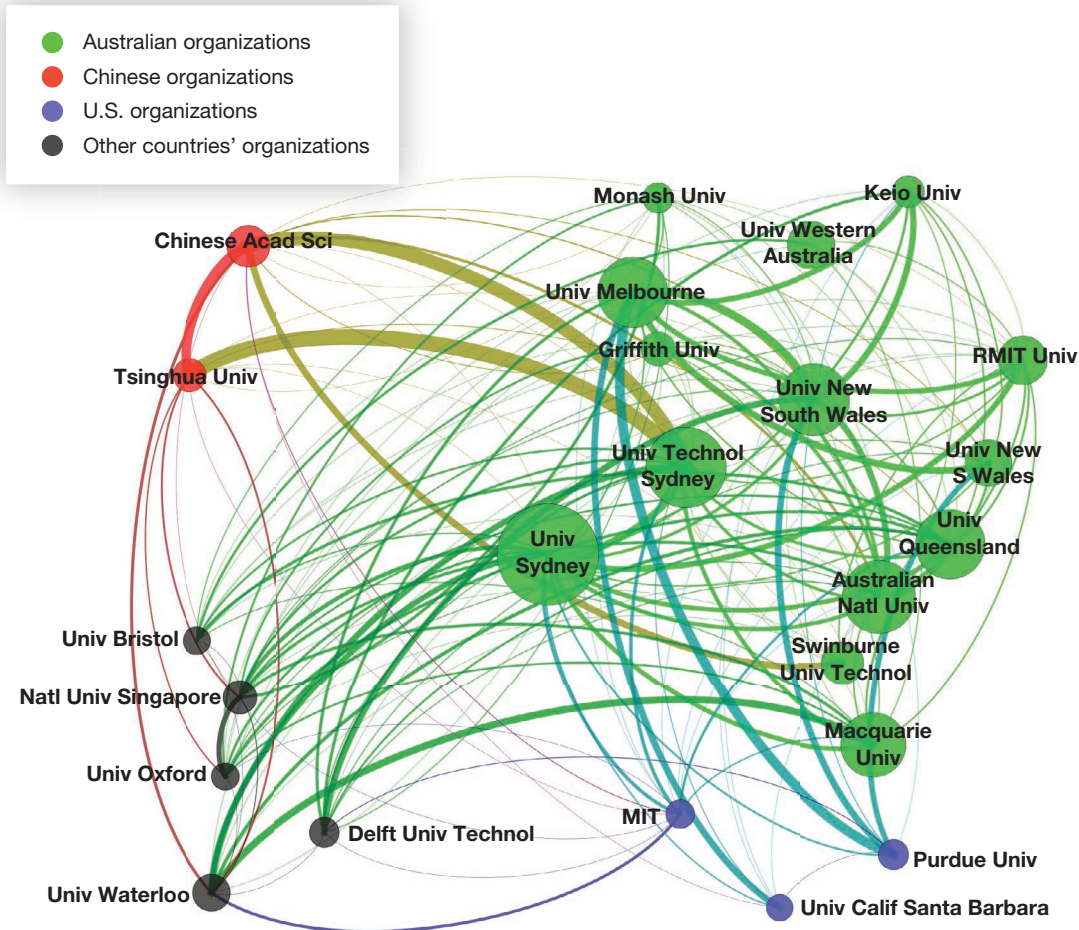 Australian organizations
Chinese organizations
U.S. organizations
Other countries’ organizations
Monash Univ
Keio Univ
Chinese Acad Sci
Univ Western
Australia
Univ Melbourne
Griffith Univ
RMIT Univ
Tsinghua Univ
Univ New
South Wales
Univ Technol
Sydney
Univ New
S Wales
Univ
Queensland
Univ
Sydney
Australian
Natl Univ
Univ Bristol
Swinburne
Univ Technol
Natl Univ Singapore
Macquarie
Univ
Univ Oxford
MIT
Delft Univ Technol
Purdue Univ
Univ Waterloo
Univ Calif Santa Barbara